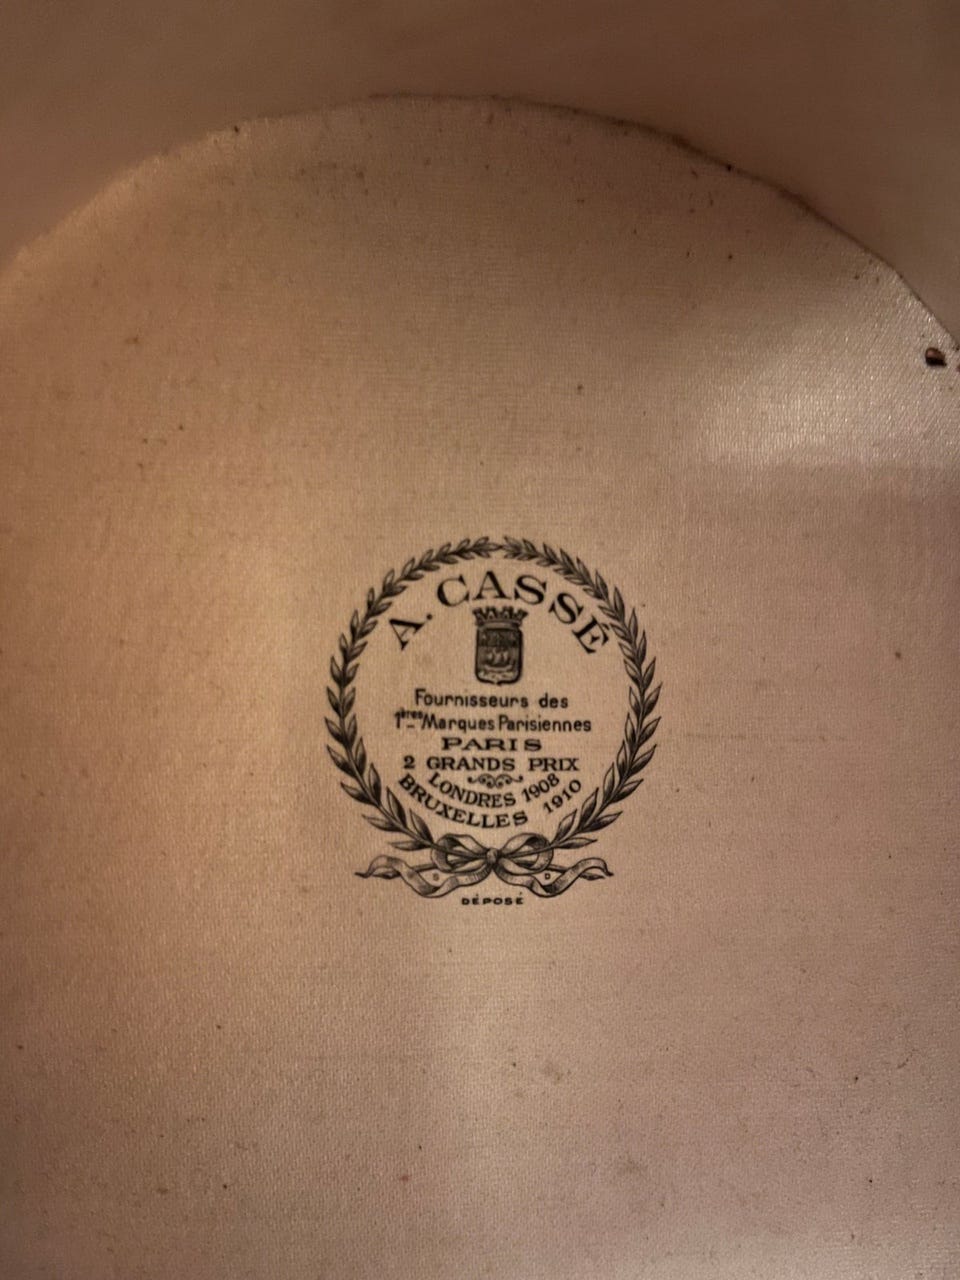 A. CASSÉ
Fournisseurs des
1ères Marques Parisiennes
PARIS
2 GRANDS PRIX
LONDRES 1908
BRUXELLES 1910
DÉPOSÉ